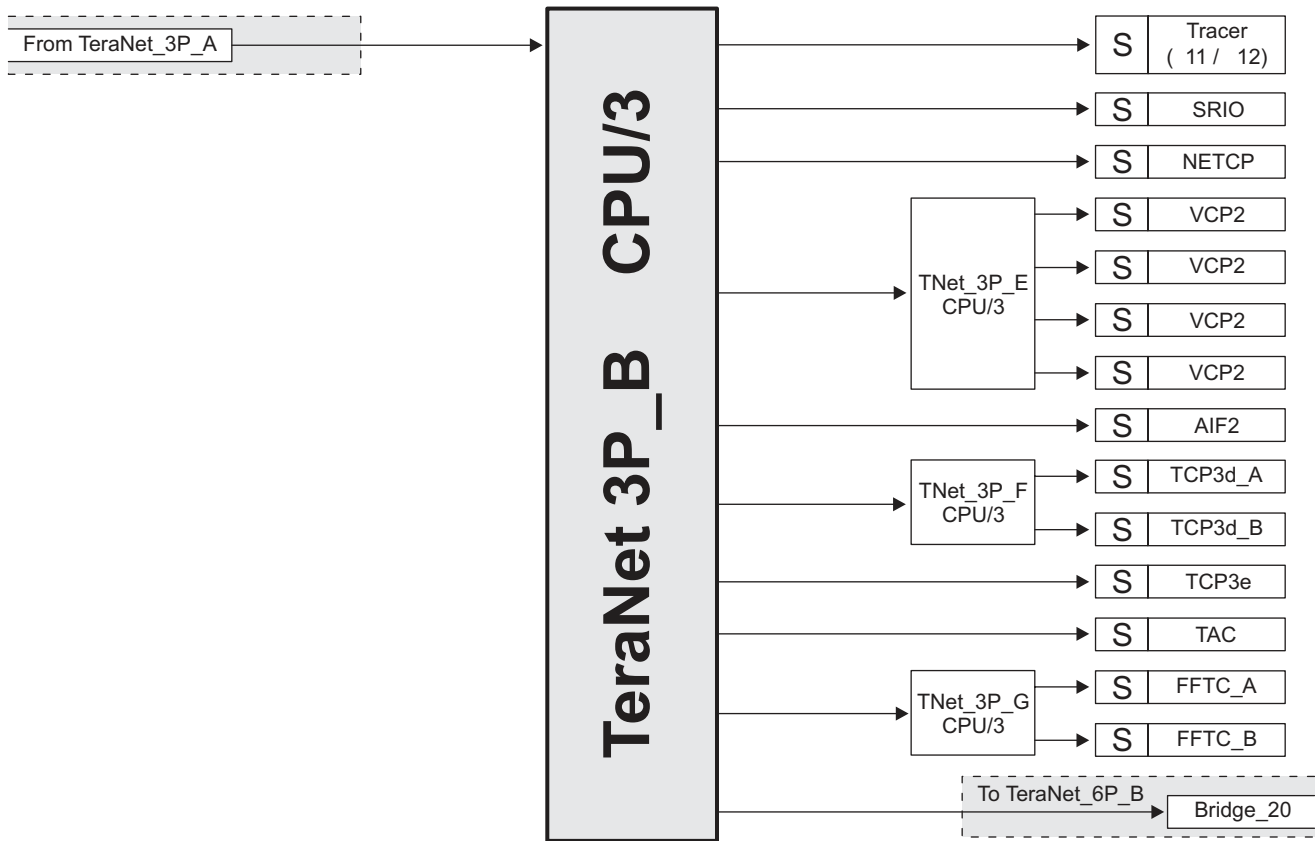 From TeraNet_3P_A
TeraNet 3P_B CPU/3
S
Tracer
( 11 / 12)
S SRIO
S NETCP
TNet_3P_E
CPU/3
S VCP2
S VCP2
S VCP2
S VCP2
S AIF2
TNet_3P_F
CPU/3
S TCP3d_A
S TCP3d_B
S TCP3e
S TAC
TNet_3P_G
CPU/3
S FFTC_A
S FFTC_B
To TeraNet_6P_B
Bridge_20